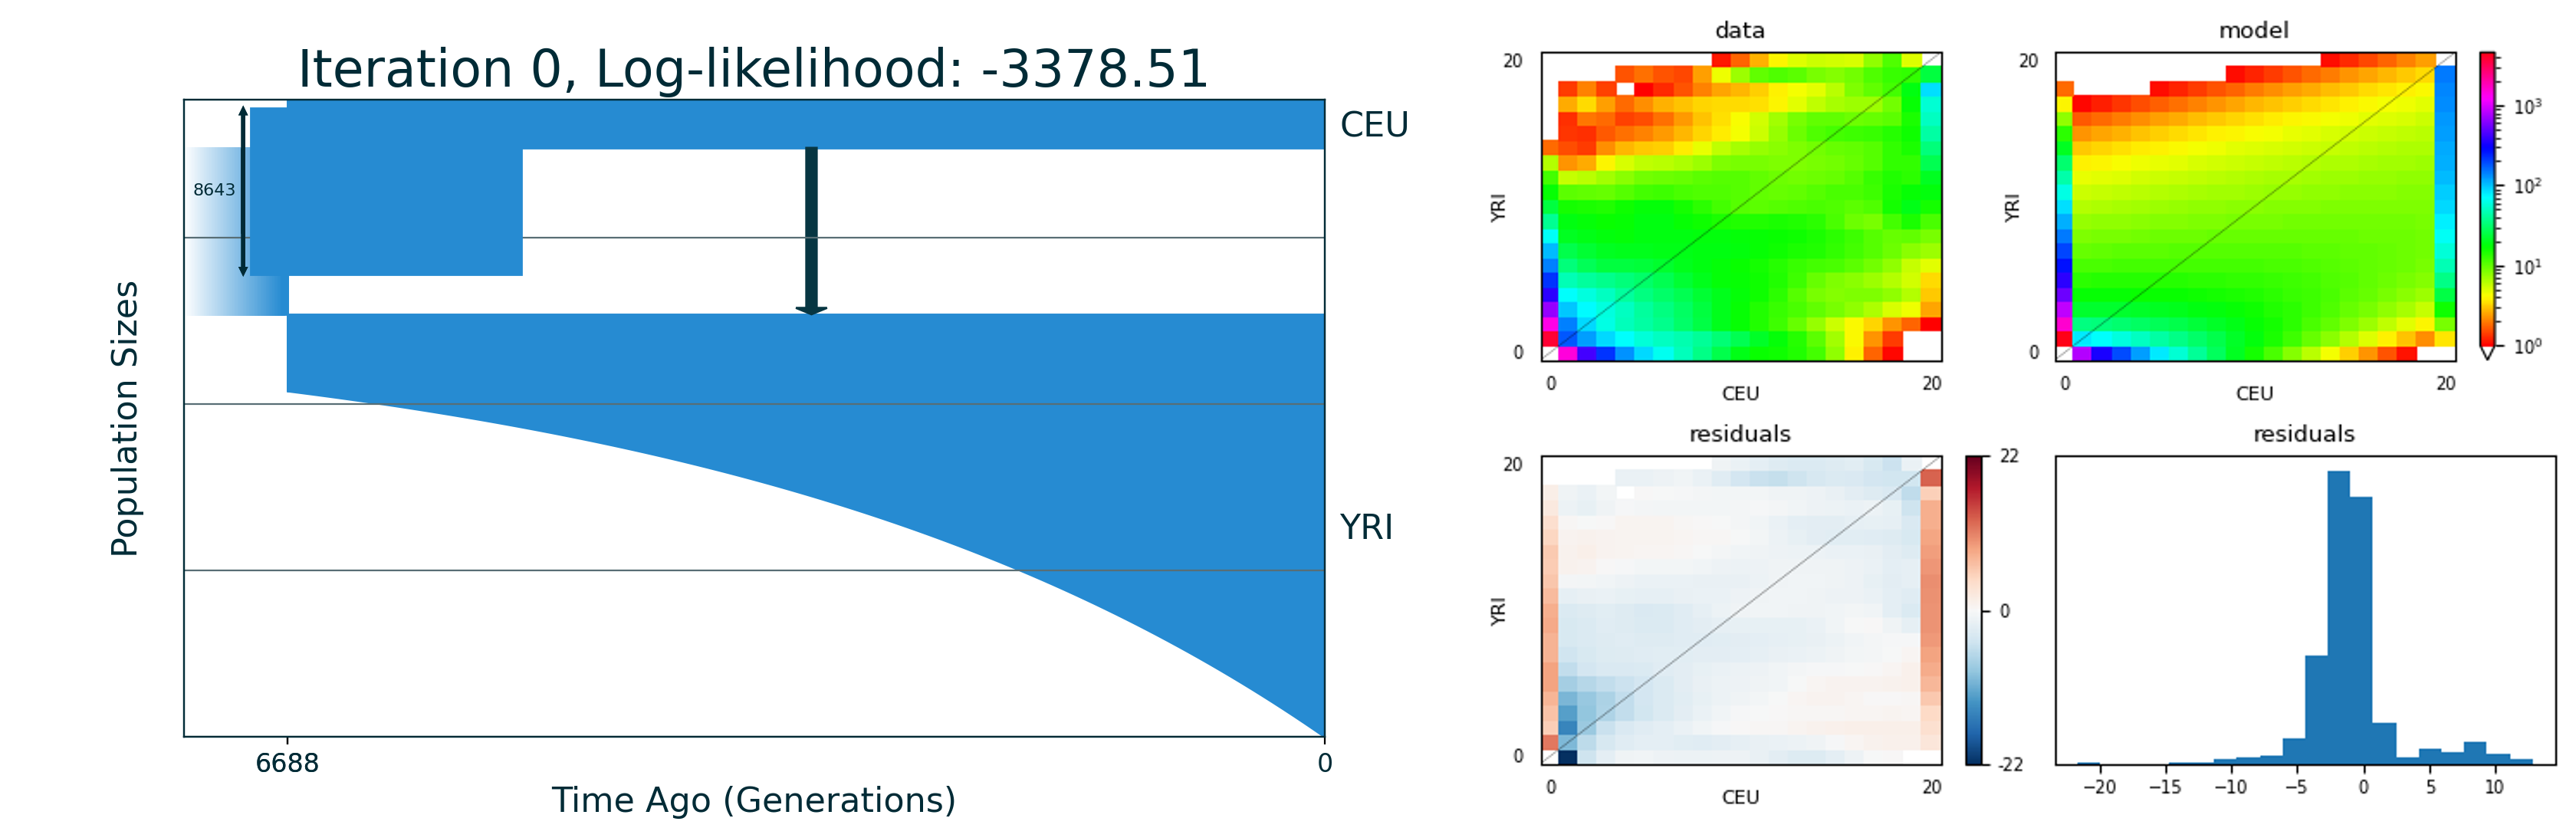 Iteration 0, Log-likelihood: -3378.51
Population Sizes
8643
CEU
YRI
6688
0
Time Ago (Generations)
data
20
YRI
0
0
20
CEU
model
20
YRI
0
0
20
CEU
10³
10²
10¹
10⁰
residuals
20
YRI
0
0
20
CEU
22
0
-22
residuals
−20
−15
−10
−5
0
5
10